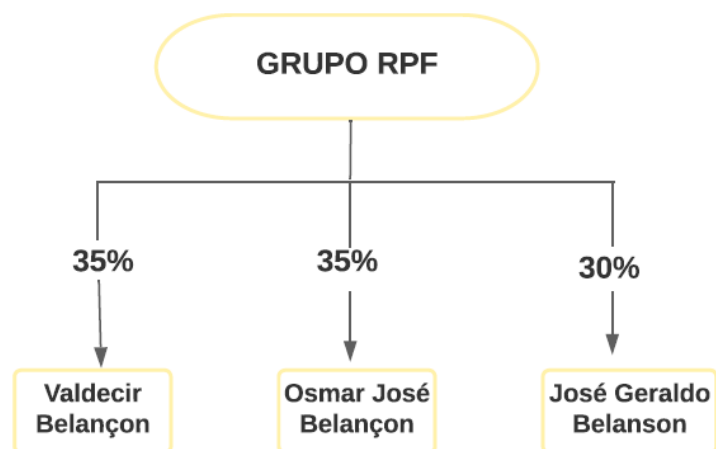 GRUPO RPF
35%
35%
30%
Valdecir
Belançon
Osmar José
Belançon
José Geraldo
Belanson